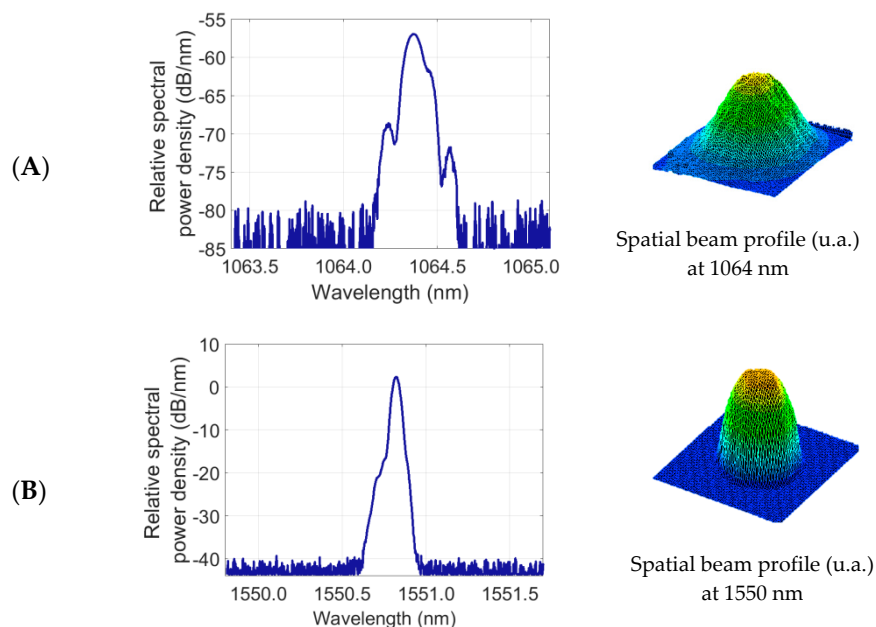 (A)
Relative spectral
power density (dB/nm)
-55
-60
-65
-70
-75
-80
-85
1063.5 1064.0 1064.5 1065.0
Wavelength (nm)
Spatial beam profile (u.a.)
at 1064 nm
(B)
Relative spectral
power density (dB/nm)
10
0
-10
-20
-30
-40
1550.0 1550.5 1551.0 1551.5
Wavelength (nm)
Spatial beam profile (u.a.)
at 1550 nm